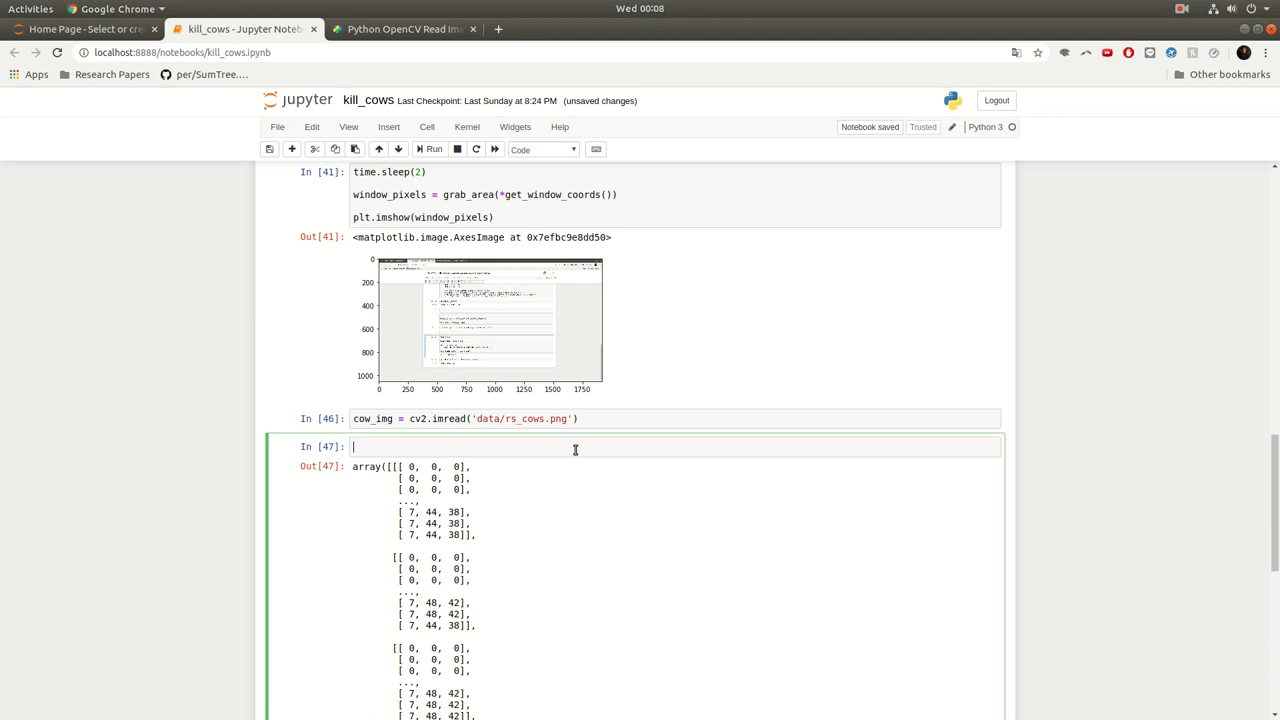 Activities
Google Chrome
Wed 00:08
Home Page - Select or cre
kill_cows - Jupyter Noteb
Python OpenCV Read Ima
localhost:8888/notebooks/kill_cows.ipynb
Apps
Research Papers
per/SumTree....
Other bookmarks
jupyter
kill_cows Last Checkpoint: Last Sunday at 8:24 PM (unsaved changes)
Logout
File Edit View Insert Cell Kernel Widgets Help
Notebook saved
Trusted
Python 3
Run
Code
In [41]: time.sleep(2)
window_pixels = grab_area(*get_window_coords())
plt.imshow(window_pixels)
Out[41]: <matplotlib.image.AxesImage at 0x7efbc9e8dd50>
0
200
400
600
800
1000
0 250 500 750 1000 1250 1500 1750
In [46]: cow_img = cv2.imread('data/rs_cows.png')
In [47]:
Out[47]: array([[[ 0, 0, 0],
[ 0, 0, 0],
[ 0, 0, 0],
...,
[ 7, 44, 38],
[ 7, 44, 38],
[ 7, 44, 38]],
[[ 0, 0, 0],
[ 0, 0, 0],
[ 0, 0, 0],
...,
[ 7, 48, 42],
[ 7, 48, 42],
[ 7, 44, 38]],
[[ 0, 0, 0],
[ 0, 0, 0],
[ 0, 0, 0],
...,
[ 7, 48, 42],
[ 7, 48, 42],
[ 7, 48, 42],